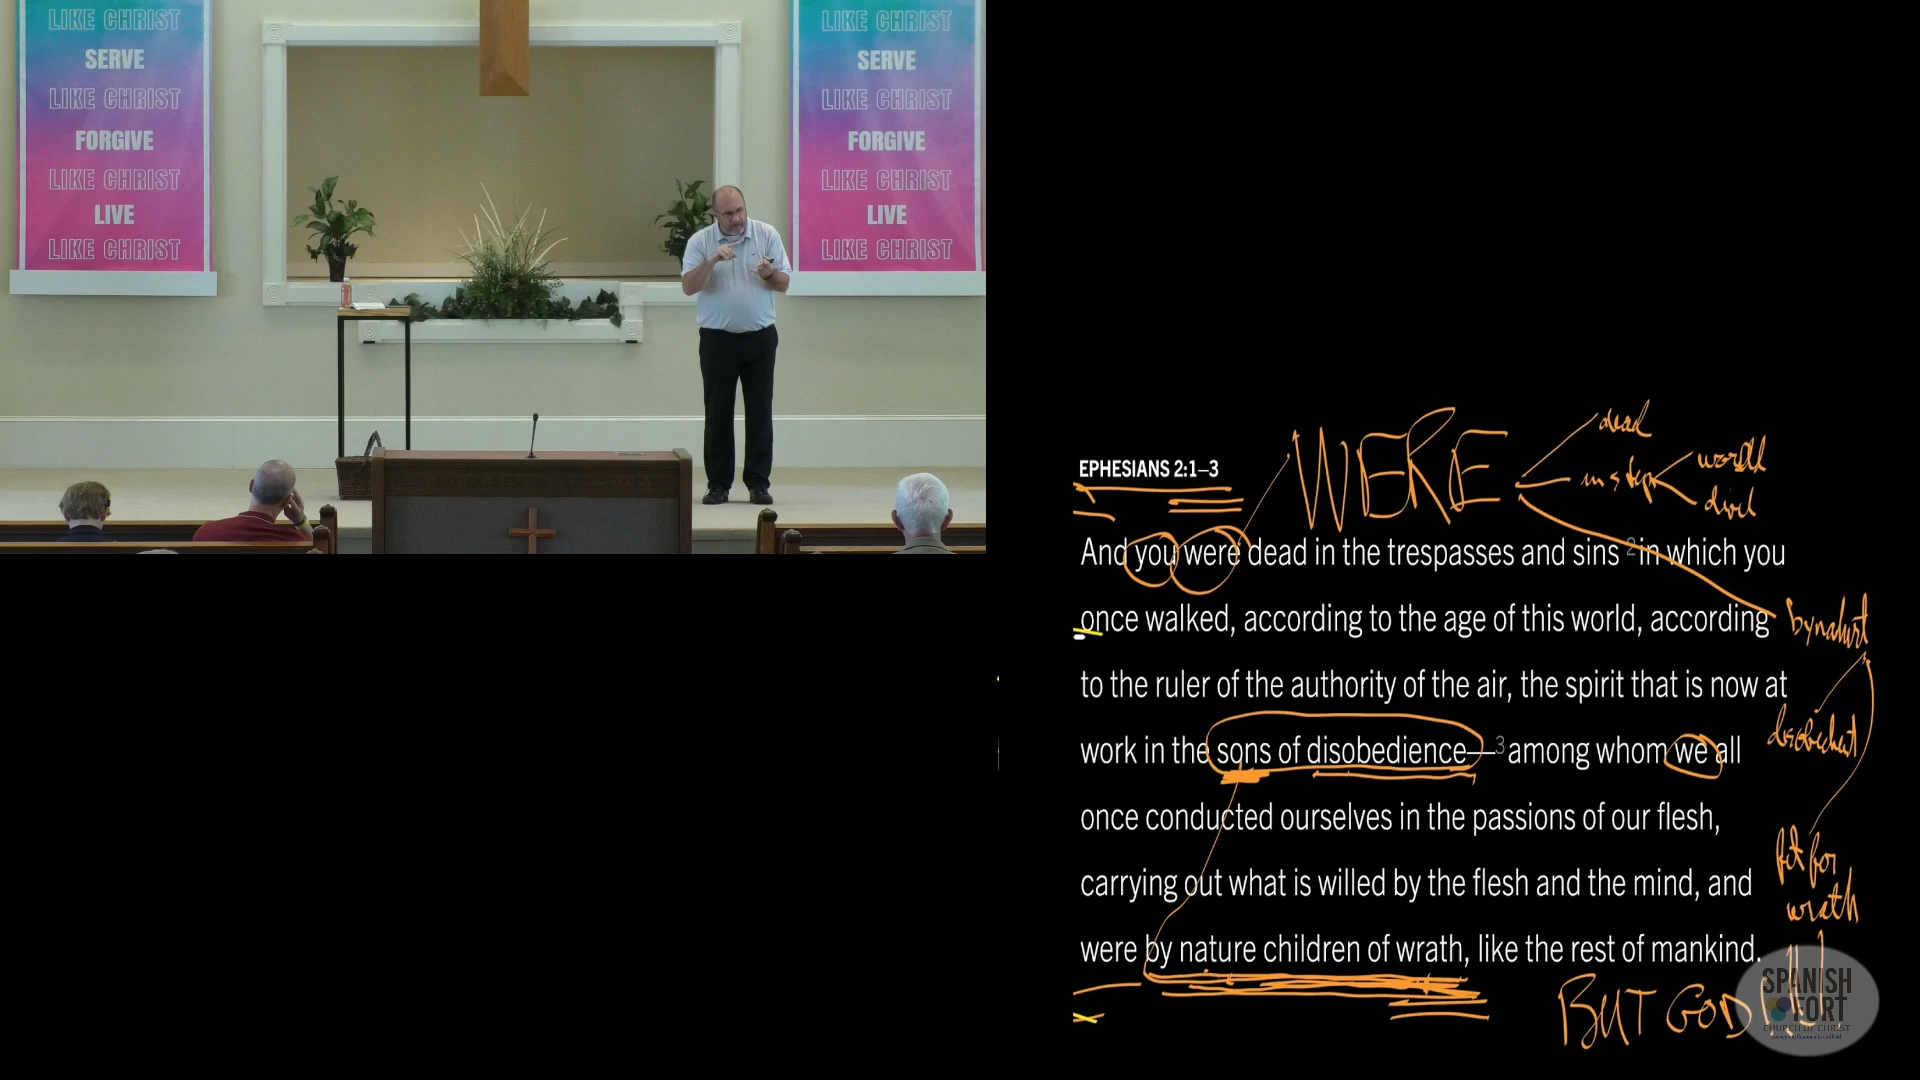 LIKE CHRIST
SERVE
LIKE CHRIST
FORGIVE
LIKE CHRIST
LIVE
LIKE CHRIST
LIKE CHRIST
SERVE
LIKE CHRIST
FORGIVE
LIKE CHRIST
LIVE
LIKE CHRIST
WERE
dead
world
EPHESIANS 2:1–3
And you were dead in the trespasses and sins 2 in which you
once walked, according to the age of this world, according
to the ruler of the authority of the air, the spirit that is now at
work in the sons of disobedience—3 among whom we all
once conducted ourselves in the passions of our flesh,
carrying out what is willed by the flesh and the mind, and
were by nature children of wrath, like the rest of mankind.
fit for
wrath
BUT GOD
SPANISH
FORT
CHURCH OF CHRIST